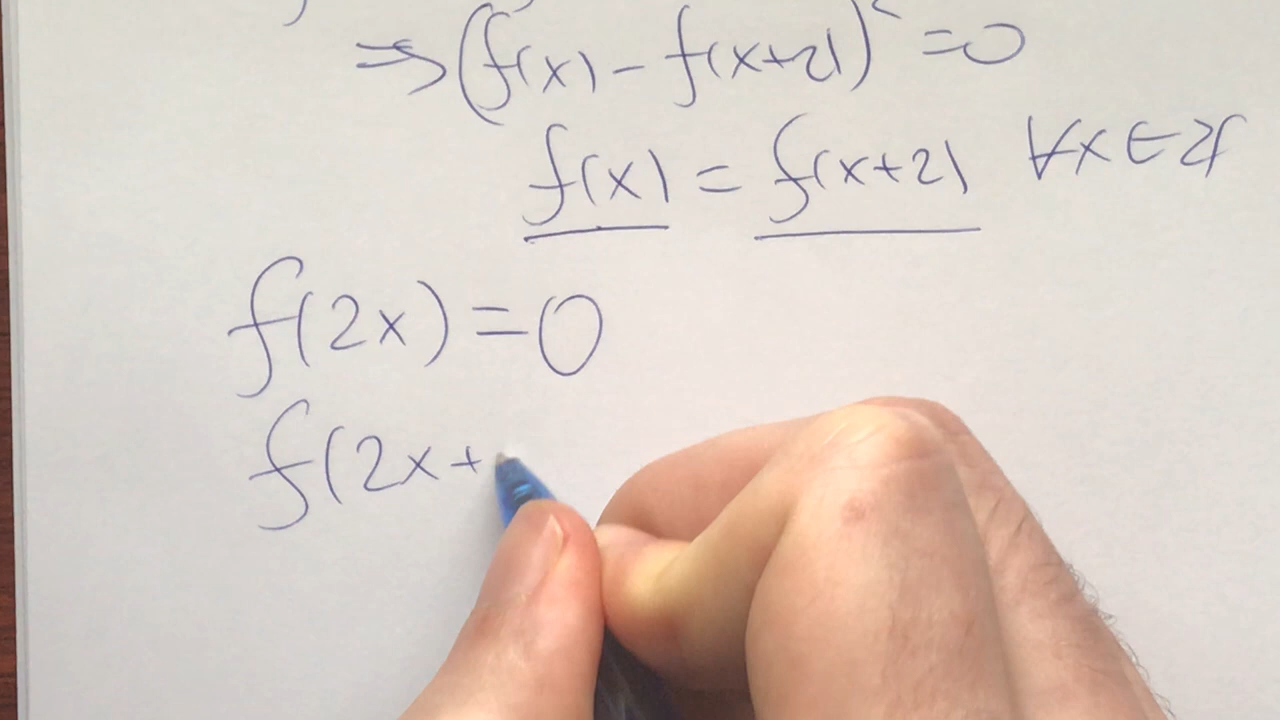 ⇒ (f(x) - f(x+2))² = 0
f(x) = f(x+2) ∀x ∈ ℤ
f(2x) = 0
f(2x+